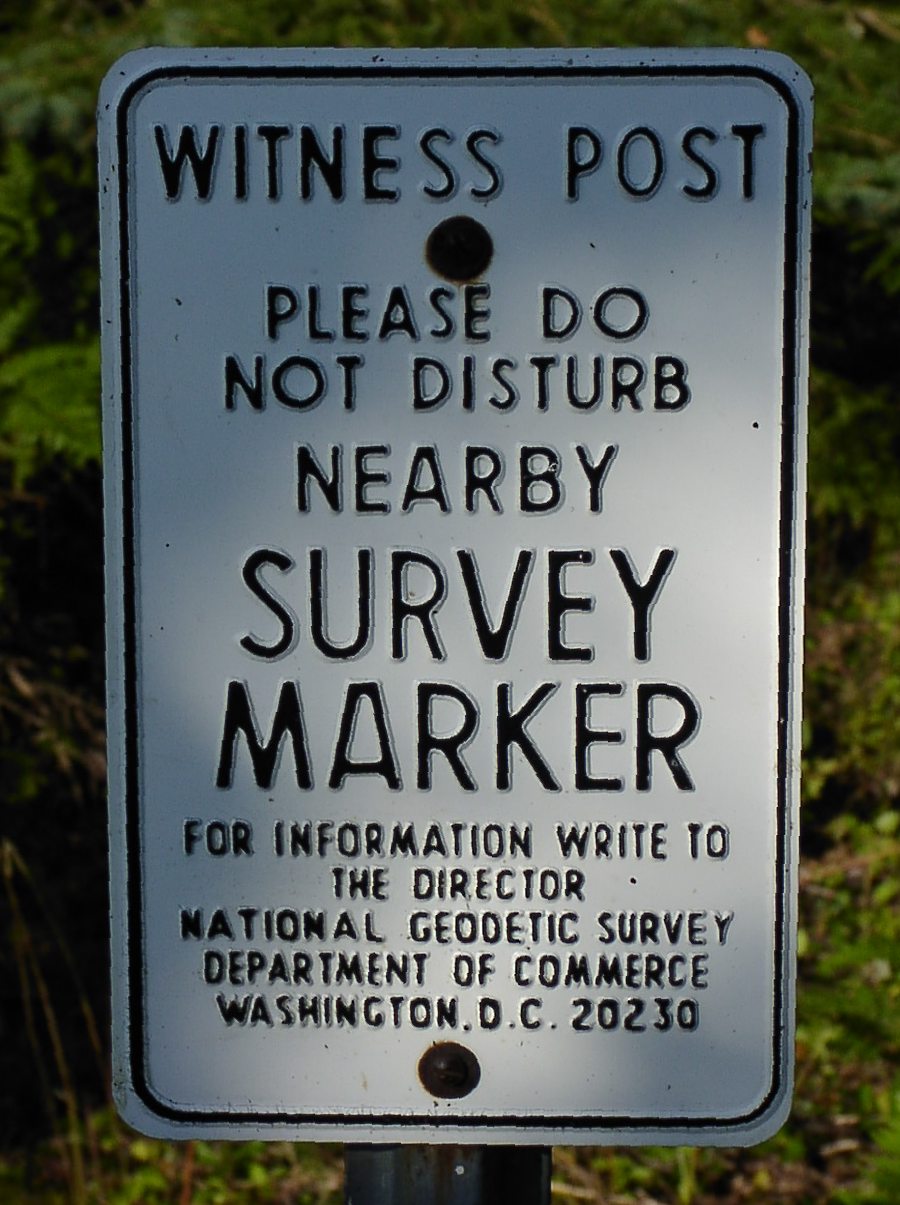 WITNESS POST
PLEASE DO
NOT DISTURB
NEARBY
SURVEY
MARKER
FOR INFORMATION WRITE TO
THE DIRECTOR
NATIONAL GEODETIC SURVEY
DEPARTMENT OF COMMERCE
WASHINGTON, D.C. 20230